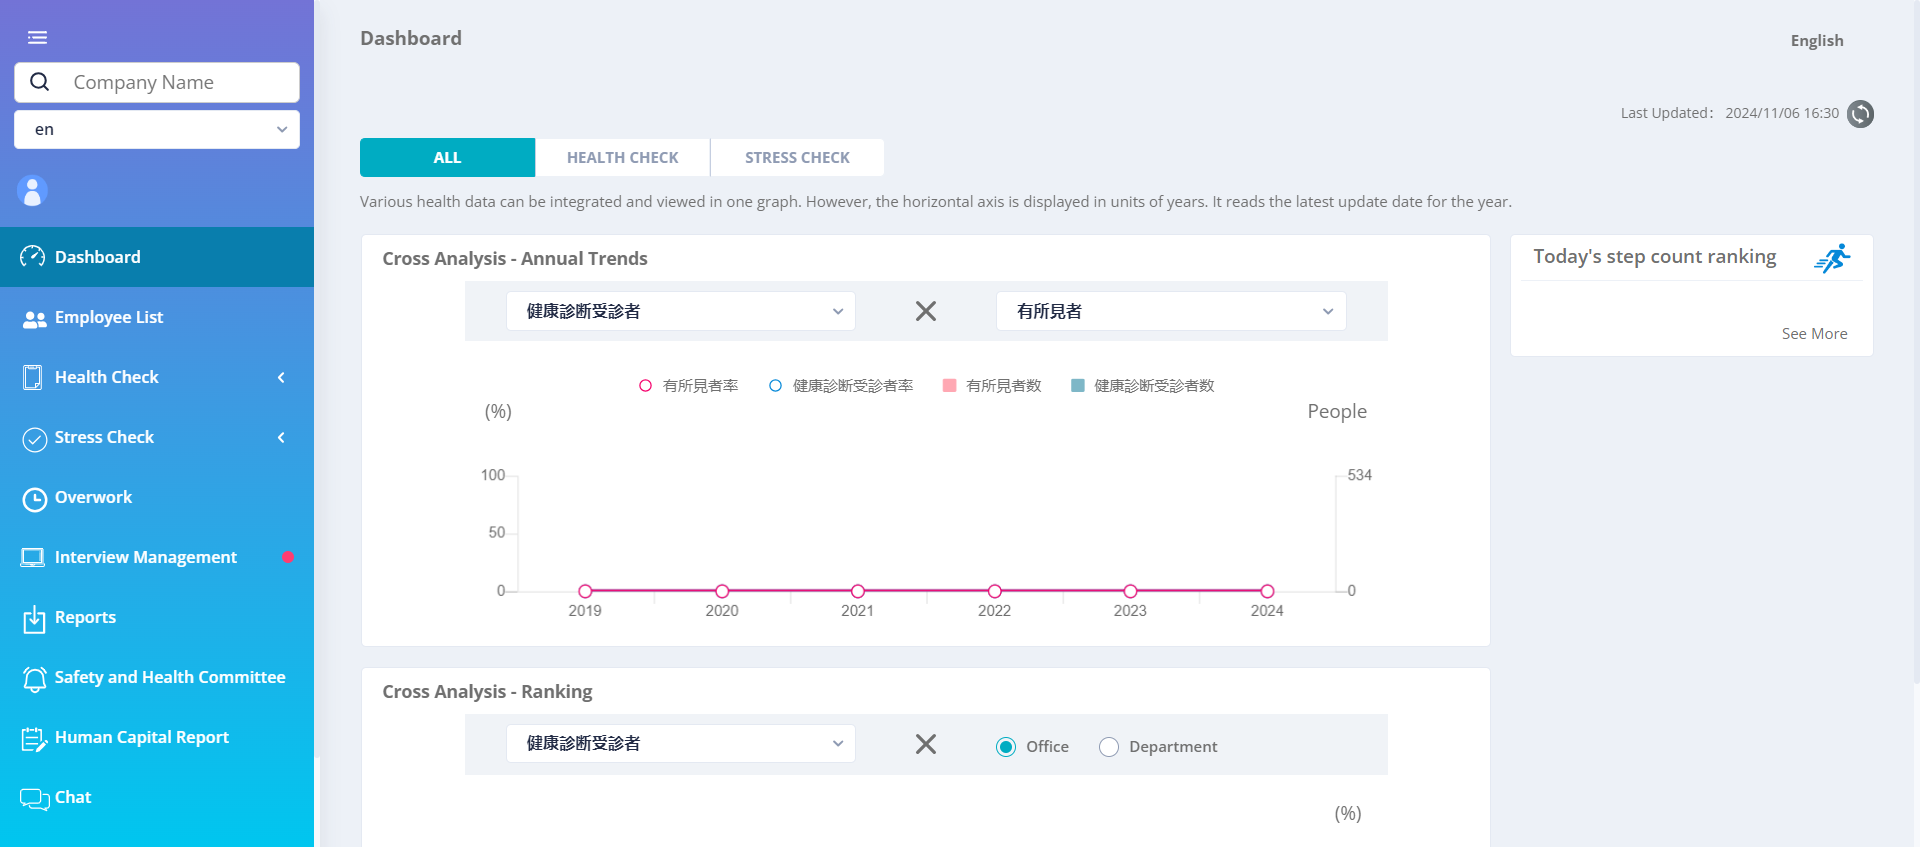 Company Name
en
Dashboard
Employee List
Health Check
Stress Check
Overwork
Interview Management
Reports
Safety and Health Committee
Human Capital Report
Chat
Dashboard
English
Last Updated： 2024/11/06 16:30
ALL HEALTH CHECK STRESS CHECK
Various health data can be integrated and viewed in one graph. However, the horizontal axis is displayed in units of years. It reads the latest update date for the year.
Cross Analysis - Annual Trends
健康診断受診者 有所見者
有所見者率 健康診断受診者率 有所見者数 健康診断受診者数
(%) People
100 534
50
0 0
2019 2020 2021 2022 2023 2024
Today's step count ranking
See More
Cross Analysis - Ranking
健康診断受診者 Office Department
(%)